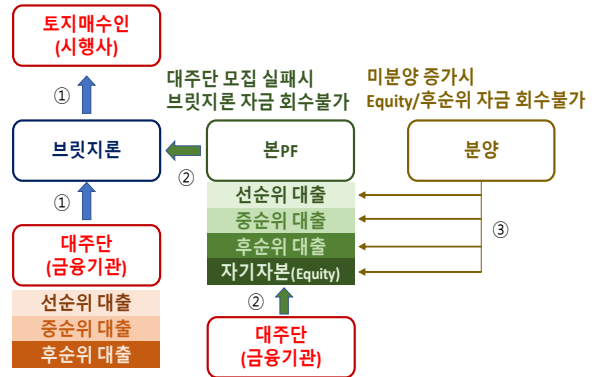 토지매수인
(시행사)
①
대주단 모집 실패시
브릿지론 자금 회수불가
미분양 증가시
Equity/후순위 자금 회수불가
브릿지론
②
본PF
분양
①
선순위 대출
중순위 대출
후순위 대출
자기자본(Equity)
③
대주단
(금융기관)
②
선순위 대출
중순위 대출
후순위 대출
대주단
(금융기관)